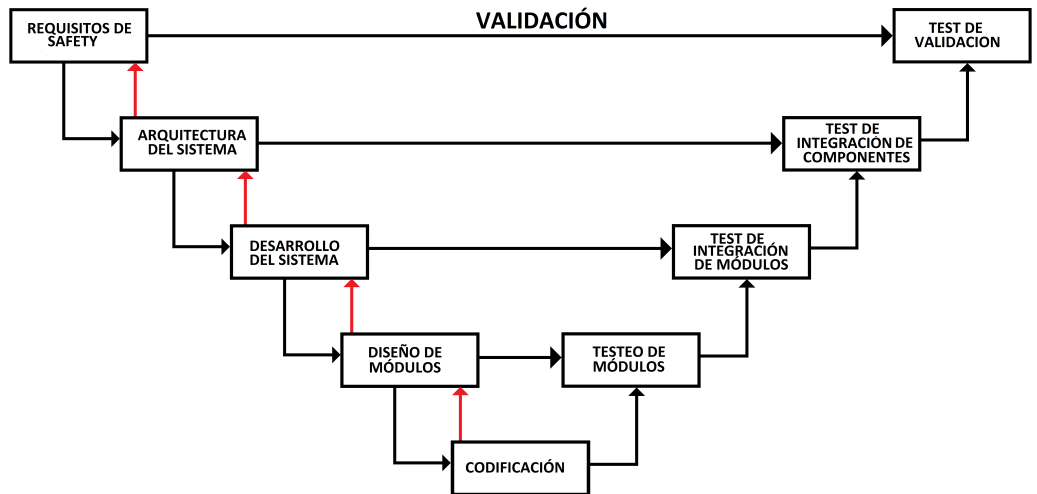 VALIDACIÓN
REQUISITOS DE
SAFETY
TEST DE
VALIDACION
ARQUITECTURA
DEL SISTEMA
TEST DE
INTEGRACIÓN DE
COMPONENTES
DESARROLLO
DEL SISTEMA
TEST DE
INTEGRACIÓN
DE MÓDULOS
DISEÑO DE
MÓDULOS
TESTEO DE
MÓDULOS
CODIFICACIÓN